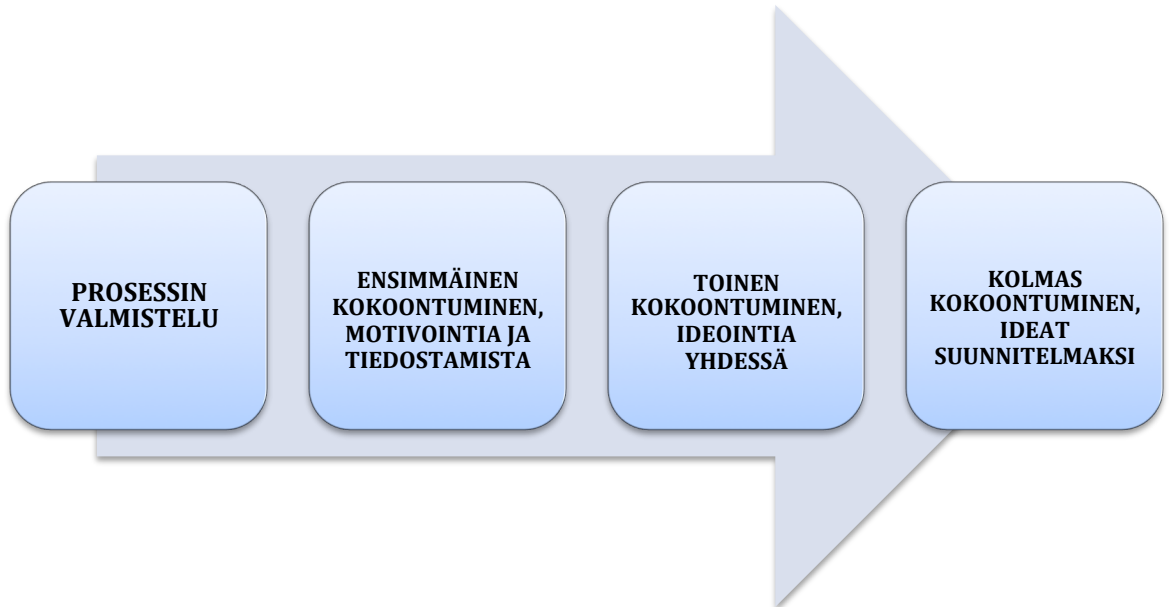 PROSESSIN
VALMISTELU
ENSIMMÄINEN
KOKOONTUMINEN,
MOTIVOINTIA JA
TIEDOSTAMISTA
TOINEN
KOKOONTUMINEN,
IDEOINTIA
YHDESSÄ
KOLMAS
KOKOONTUMINEN,
IDEAT
SUUNNITELMAKSI